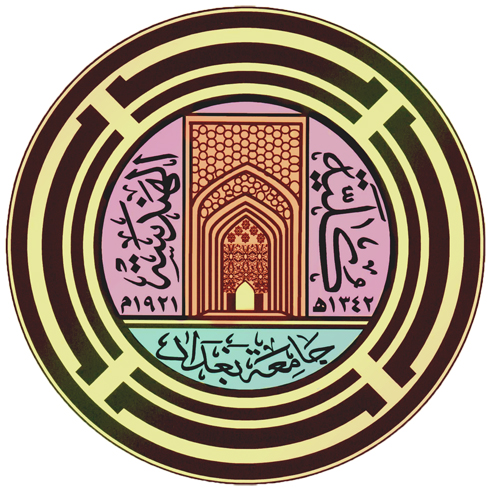 كلية
الهندسة
١٣٤٢هـ
١٩٢١م
جامعة بغداد